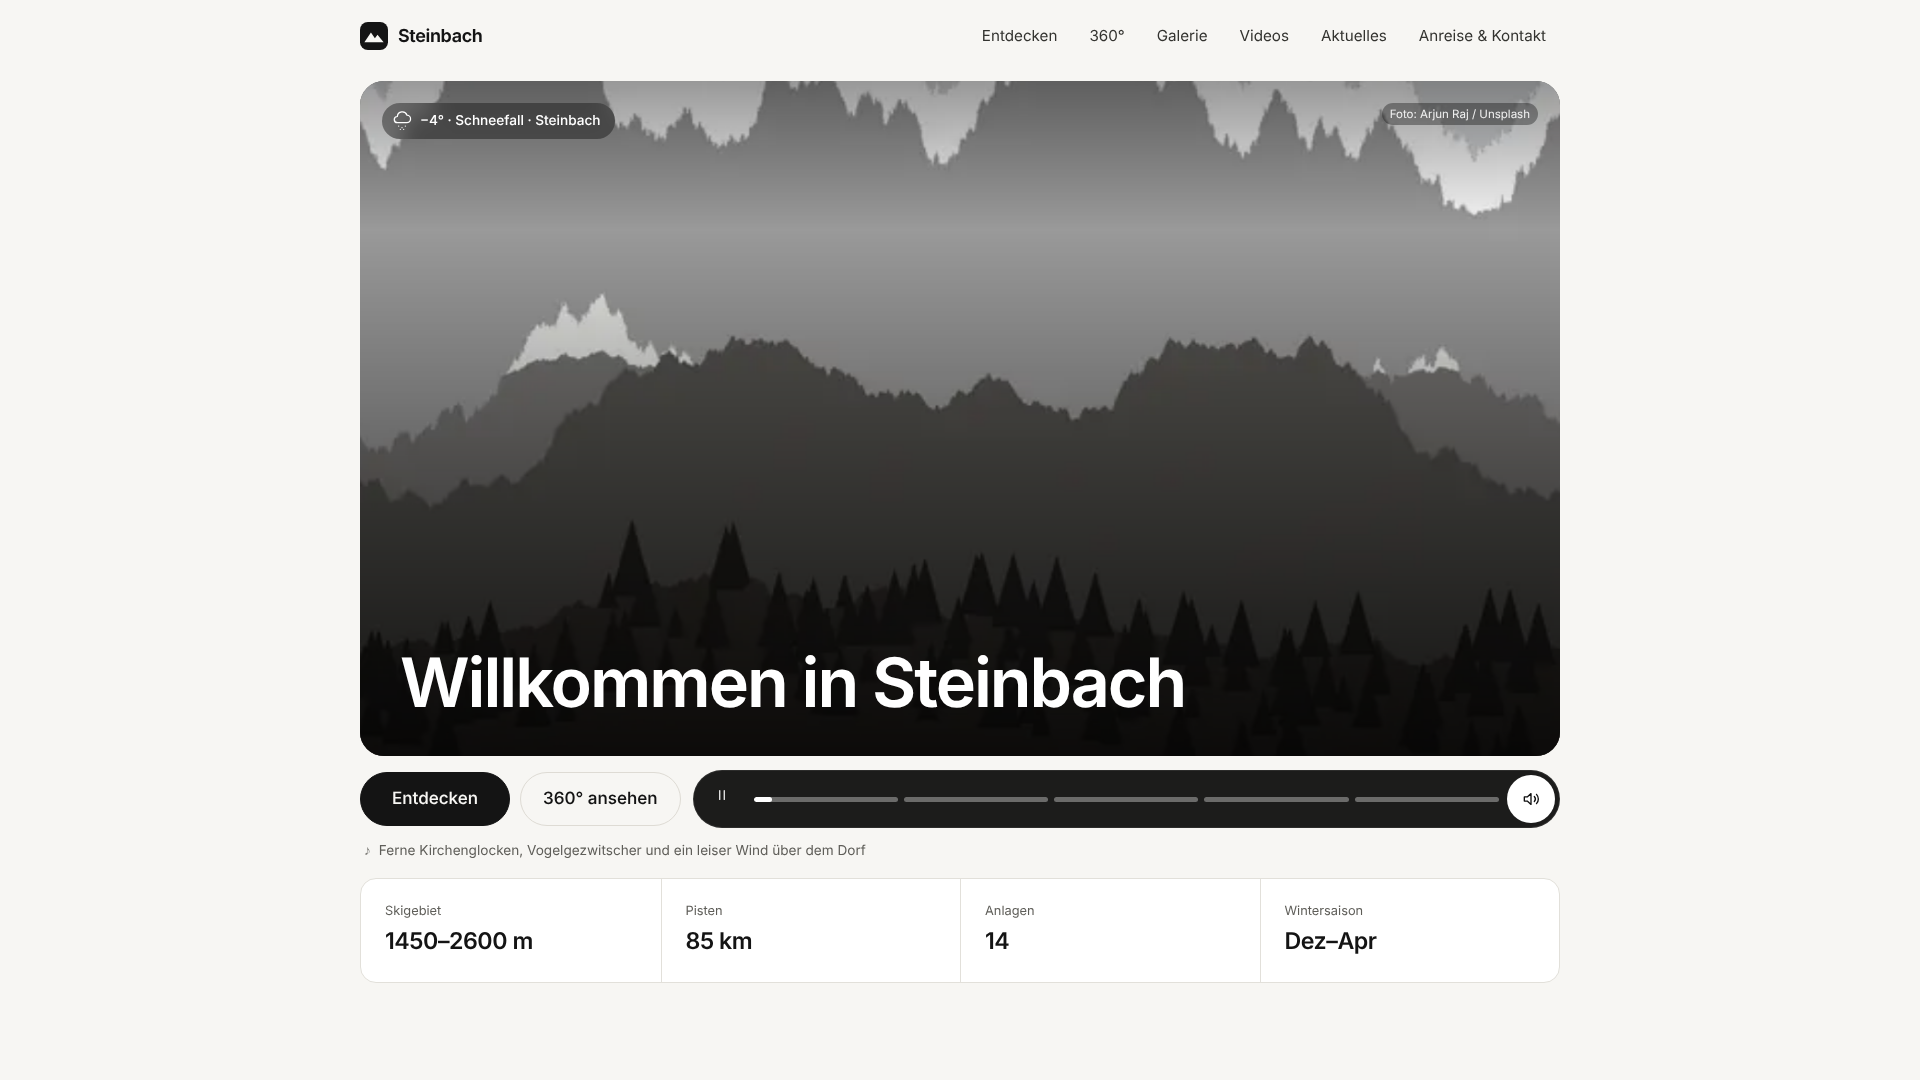 Steinbach
Entdecken
360°
Galerie
Videos
Aktuelles
Anreise & Kontakt
−4° · Schneefall · Steinbach
Foto: Arjun Raj / Unsplash
Willkommen in Steinbach
Entdecken
360° ansehen
♪ Ferne Kirchenglocken, Vogelgezwitscher und ein leiser Wind über dem Dorf
Skigebiet
1450–2600 m
Pisten
85 km
Anlagen
14
Wintersaison
Dez–Apr